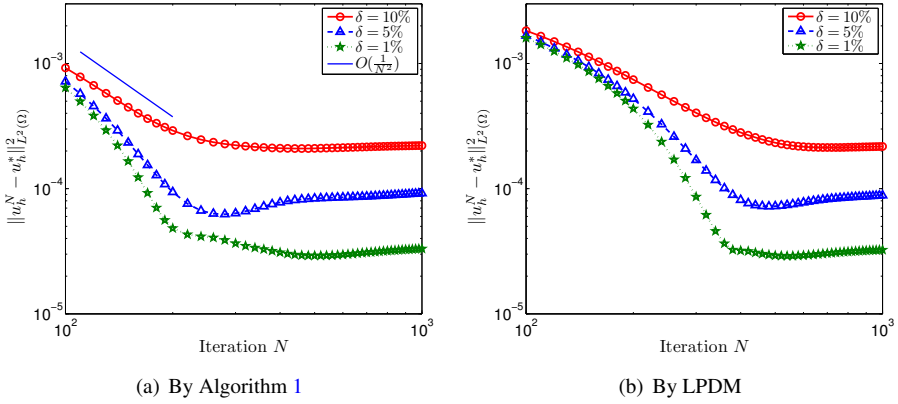 δ = 10%
δ = 5%
δ = 1%
O(1/N²)
10⁻³
10⁻⁴
10⁻⁵
‖u_h^N − u_h^*‖²_{L²(Ω)}
10²
10³
Iteration N
(a) By Algorithm 1
δ = 10%
δ = 5%
δ = 1%
10⁻³
10⁻⁴
10⁻⁵
‖u_h^N − u_h^*‖²_{L²(Ω)}
10²
10³
Iteration N
(b) By LPDM